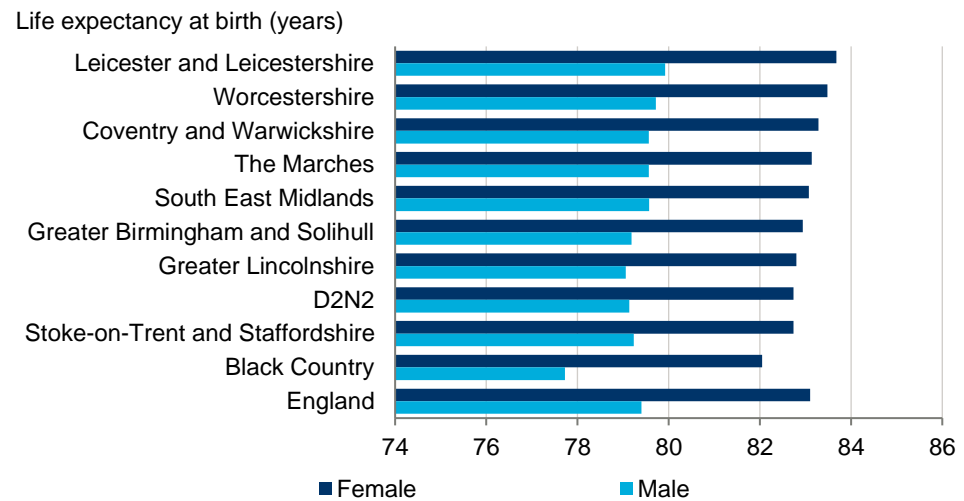 Life expectancy at birth (years)
Leicester and Leicestershire
Worcestershire
Coventry and Warwickshire
The Marches
South East Midlands
Greater Birmingham and Solihull
Greater Lincolnshire
D2N2
Stoke-on-Trent and Staffordshire
Black Country
England
74 76 78 80 82 84 86
Female Male